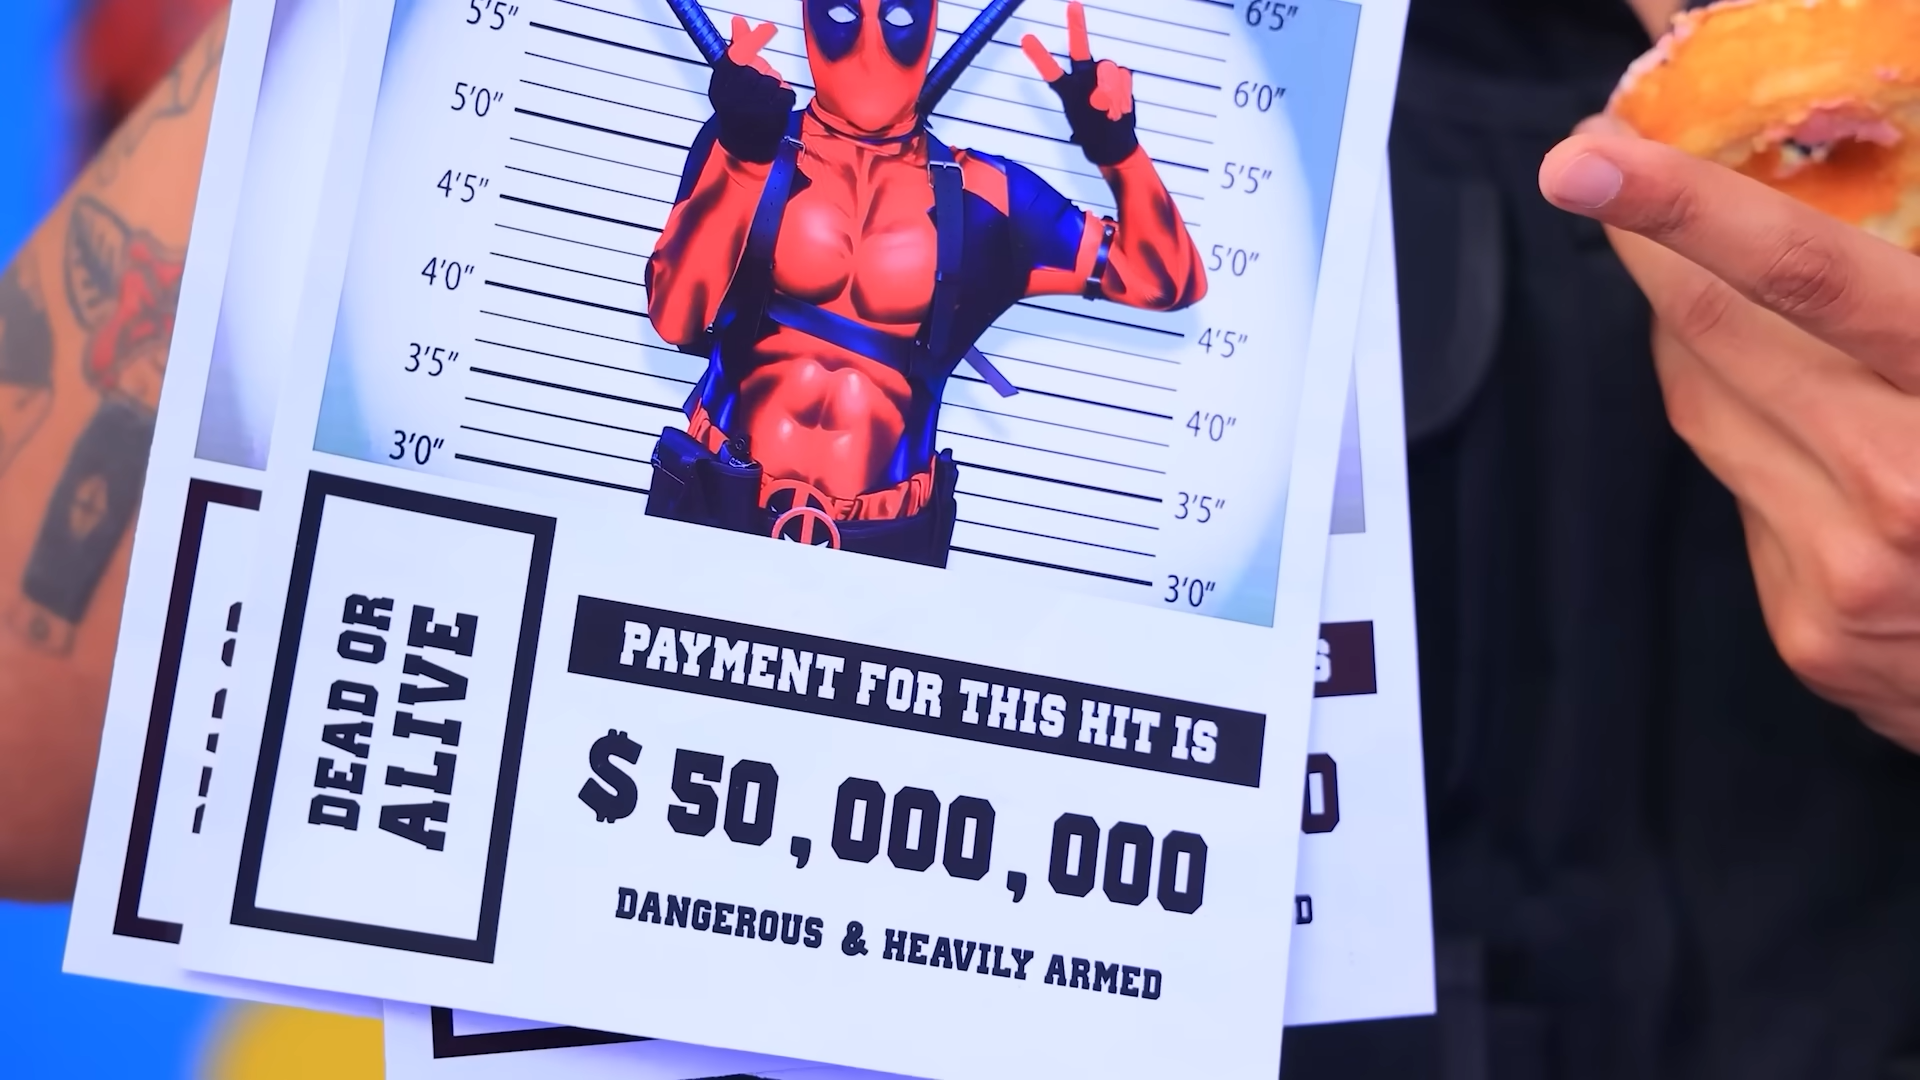 5'5"
5'0"
4'5"
4'0"
3'5"
3'0"
6'5"
6'0"
5'5"
5'0"
4'5"
4'0"
3'5"
3'0"
DEAD OR
ALIVE
PAYMENT FOR THIS HIT IS
$50,000,000
DANGEROUS & HEAVILY ARMED
S
0
D